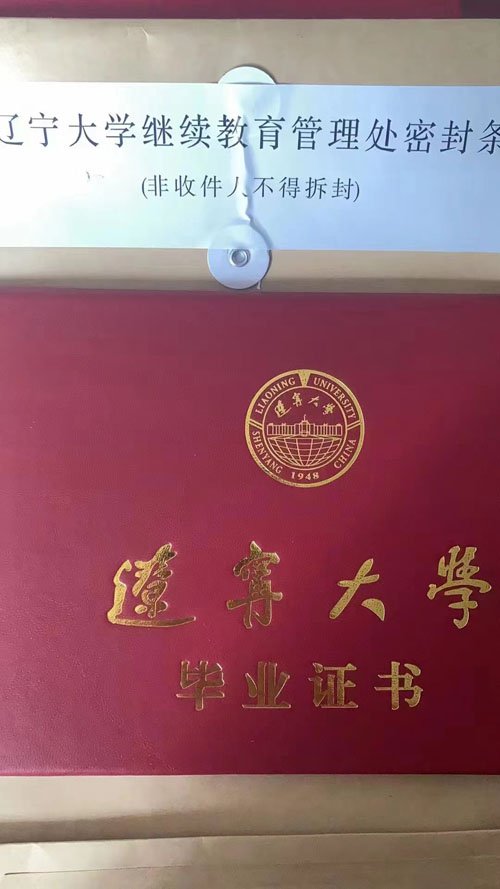 辽宁大学继续教育管理处密封条
(非收件人不得拆封)
LIAONING UNIVERSITY
遼寧大學
SHENYANG CHINA
1948
遼寧大學
毕业证书